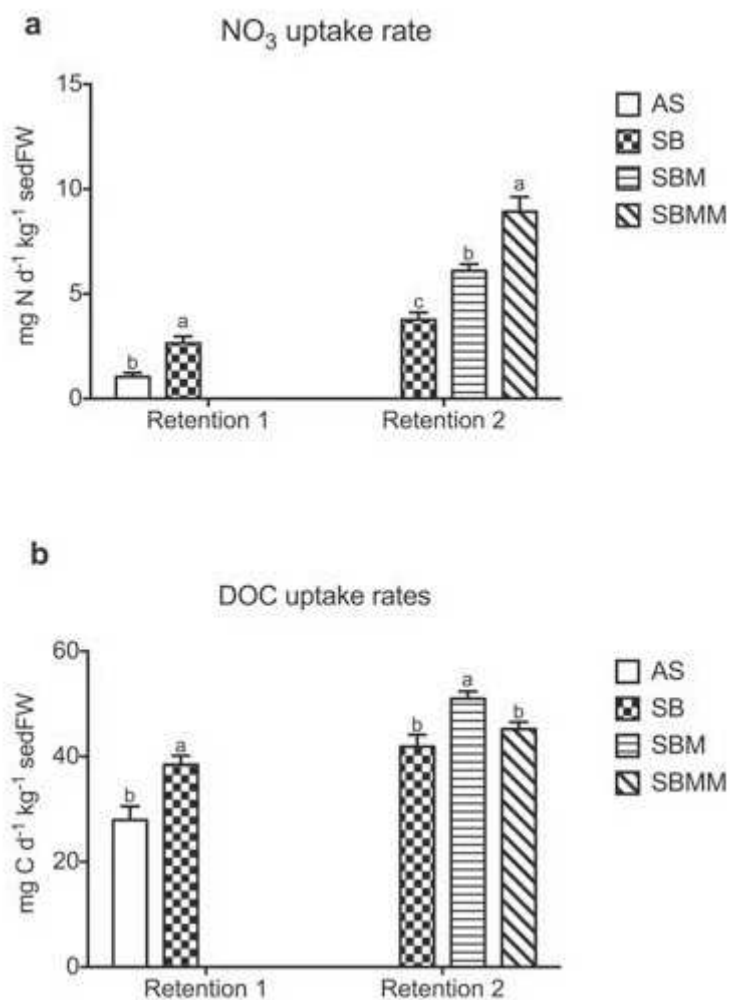 a
NO₃ uptake rate
mg N d⁻¹ kg⁻¹ sedFW
15
10
5
0
b
a
c
b
a
Retention 1
Retention 2
AS
SB
SBM
SBMM
b
DOC uptake rates
mg C d⁻¹ kg⁻¹ sedFW
60
40
20
0
b
a
b
a
b
Retention 1
Retention 2
AS
SB
SBM
SBMM